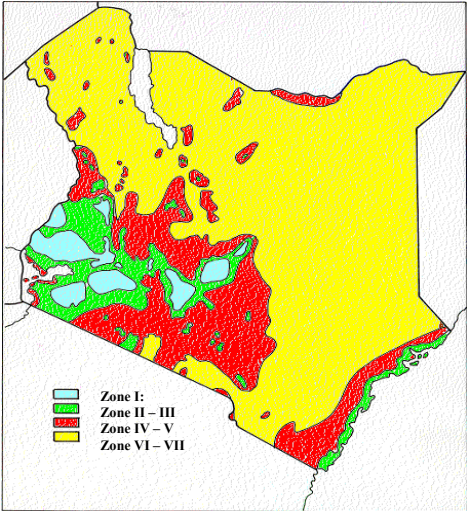 Zone I:
Zone II – III
Zone IV – V
Zone VI – VII